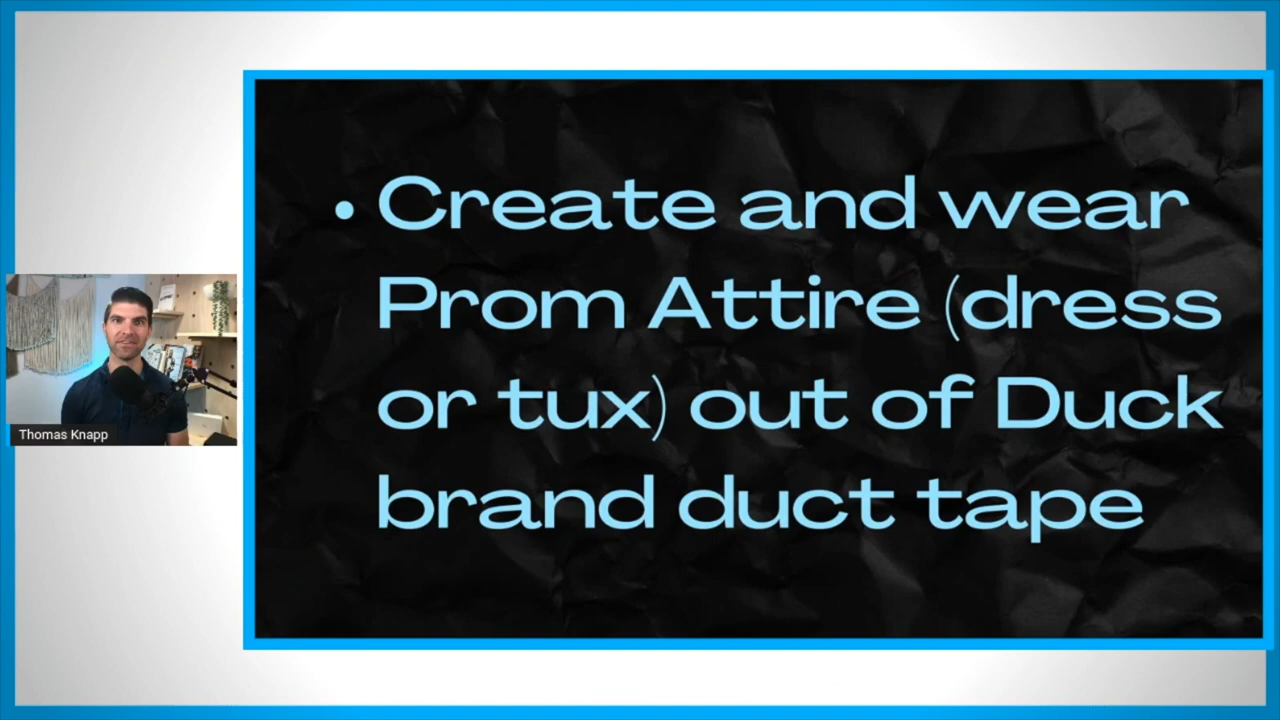 • Create and wear
Prom Attire (dress
or tux) out of Duck
brand duct tape
Thomas Knapp